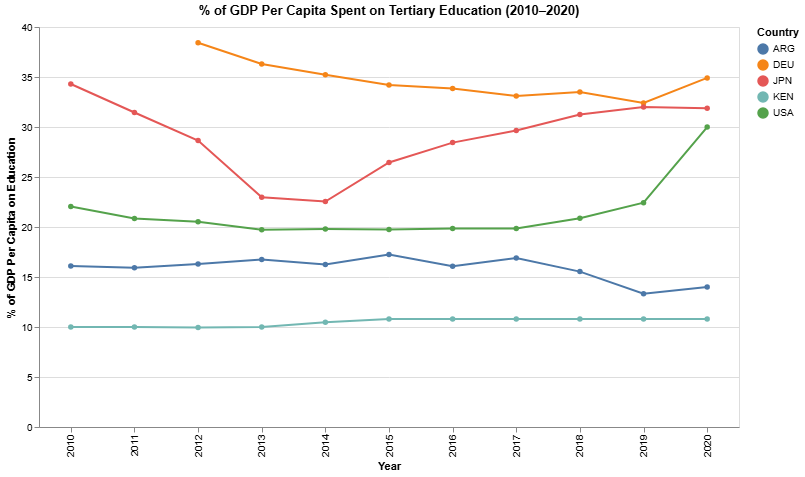 % of GDP Per Capita Spent on Tertiary Education (2010–2020)
% of GDP Per Capita on Education
40
35
30
25
20
15
10
5
0
2010
2011
2012
2013
2014
2015
2016
2017
2018
2019
2020
Year
Country
ARG
DEU
JPN
KEN
USA